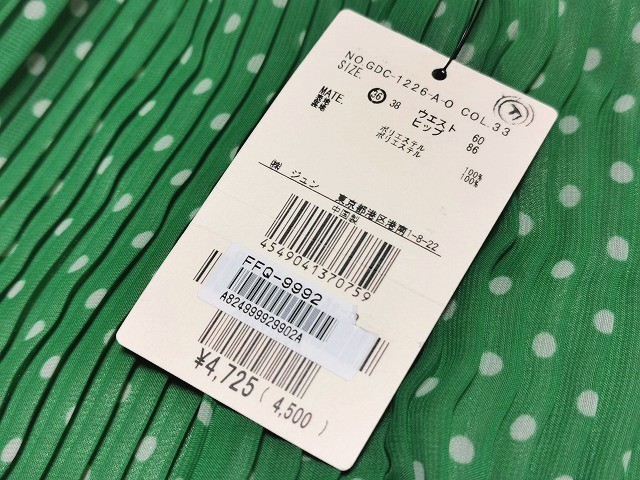 NO.GDC-1226-A-O COL.33
SIZE. 36 38 ウエスト 60
ヒップ 86
MATE. ポリエステル 100%
ポリエステル 100%
㈱ ジュン 東京都港区港南1-8-22
中国製
4549041370759
FFQ-9992
A824999929902A
¥4,725 (4,500)